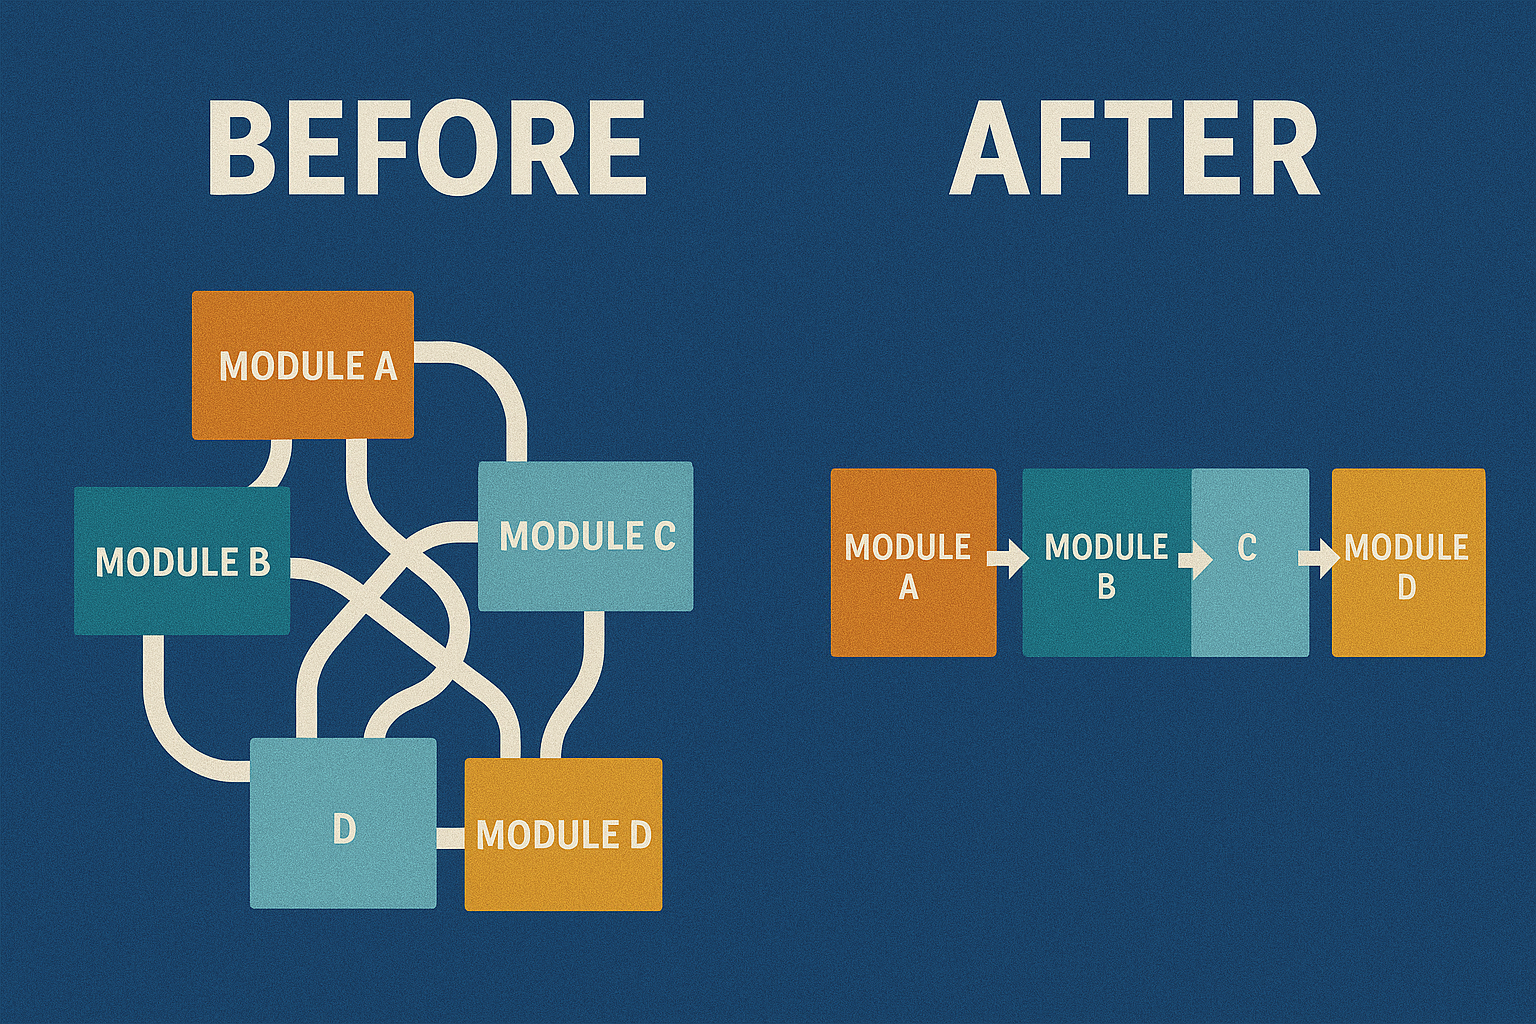 BEFORE
MODULE A
MODULE B
MODULE C
D
MODULE D
AFTER
MODULE
A
MODULE
B
C
MODULE
D